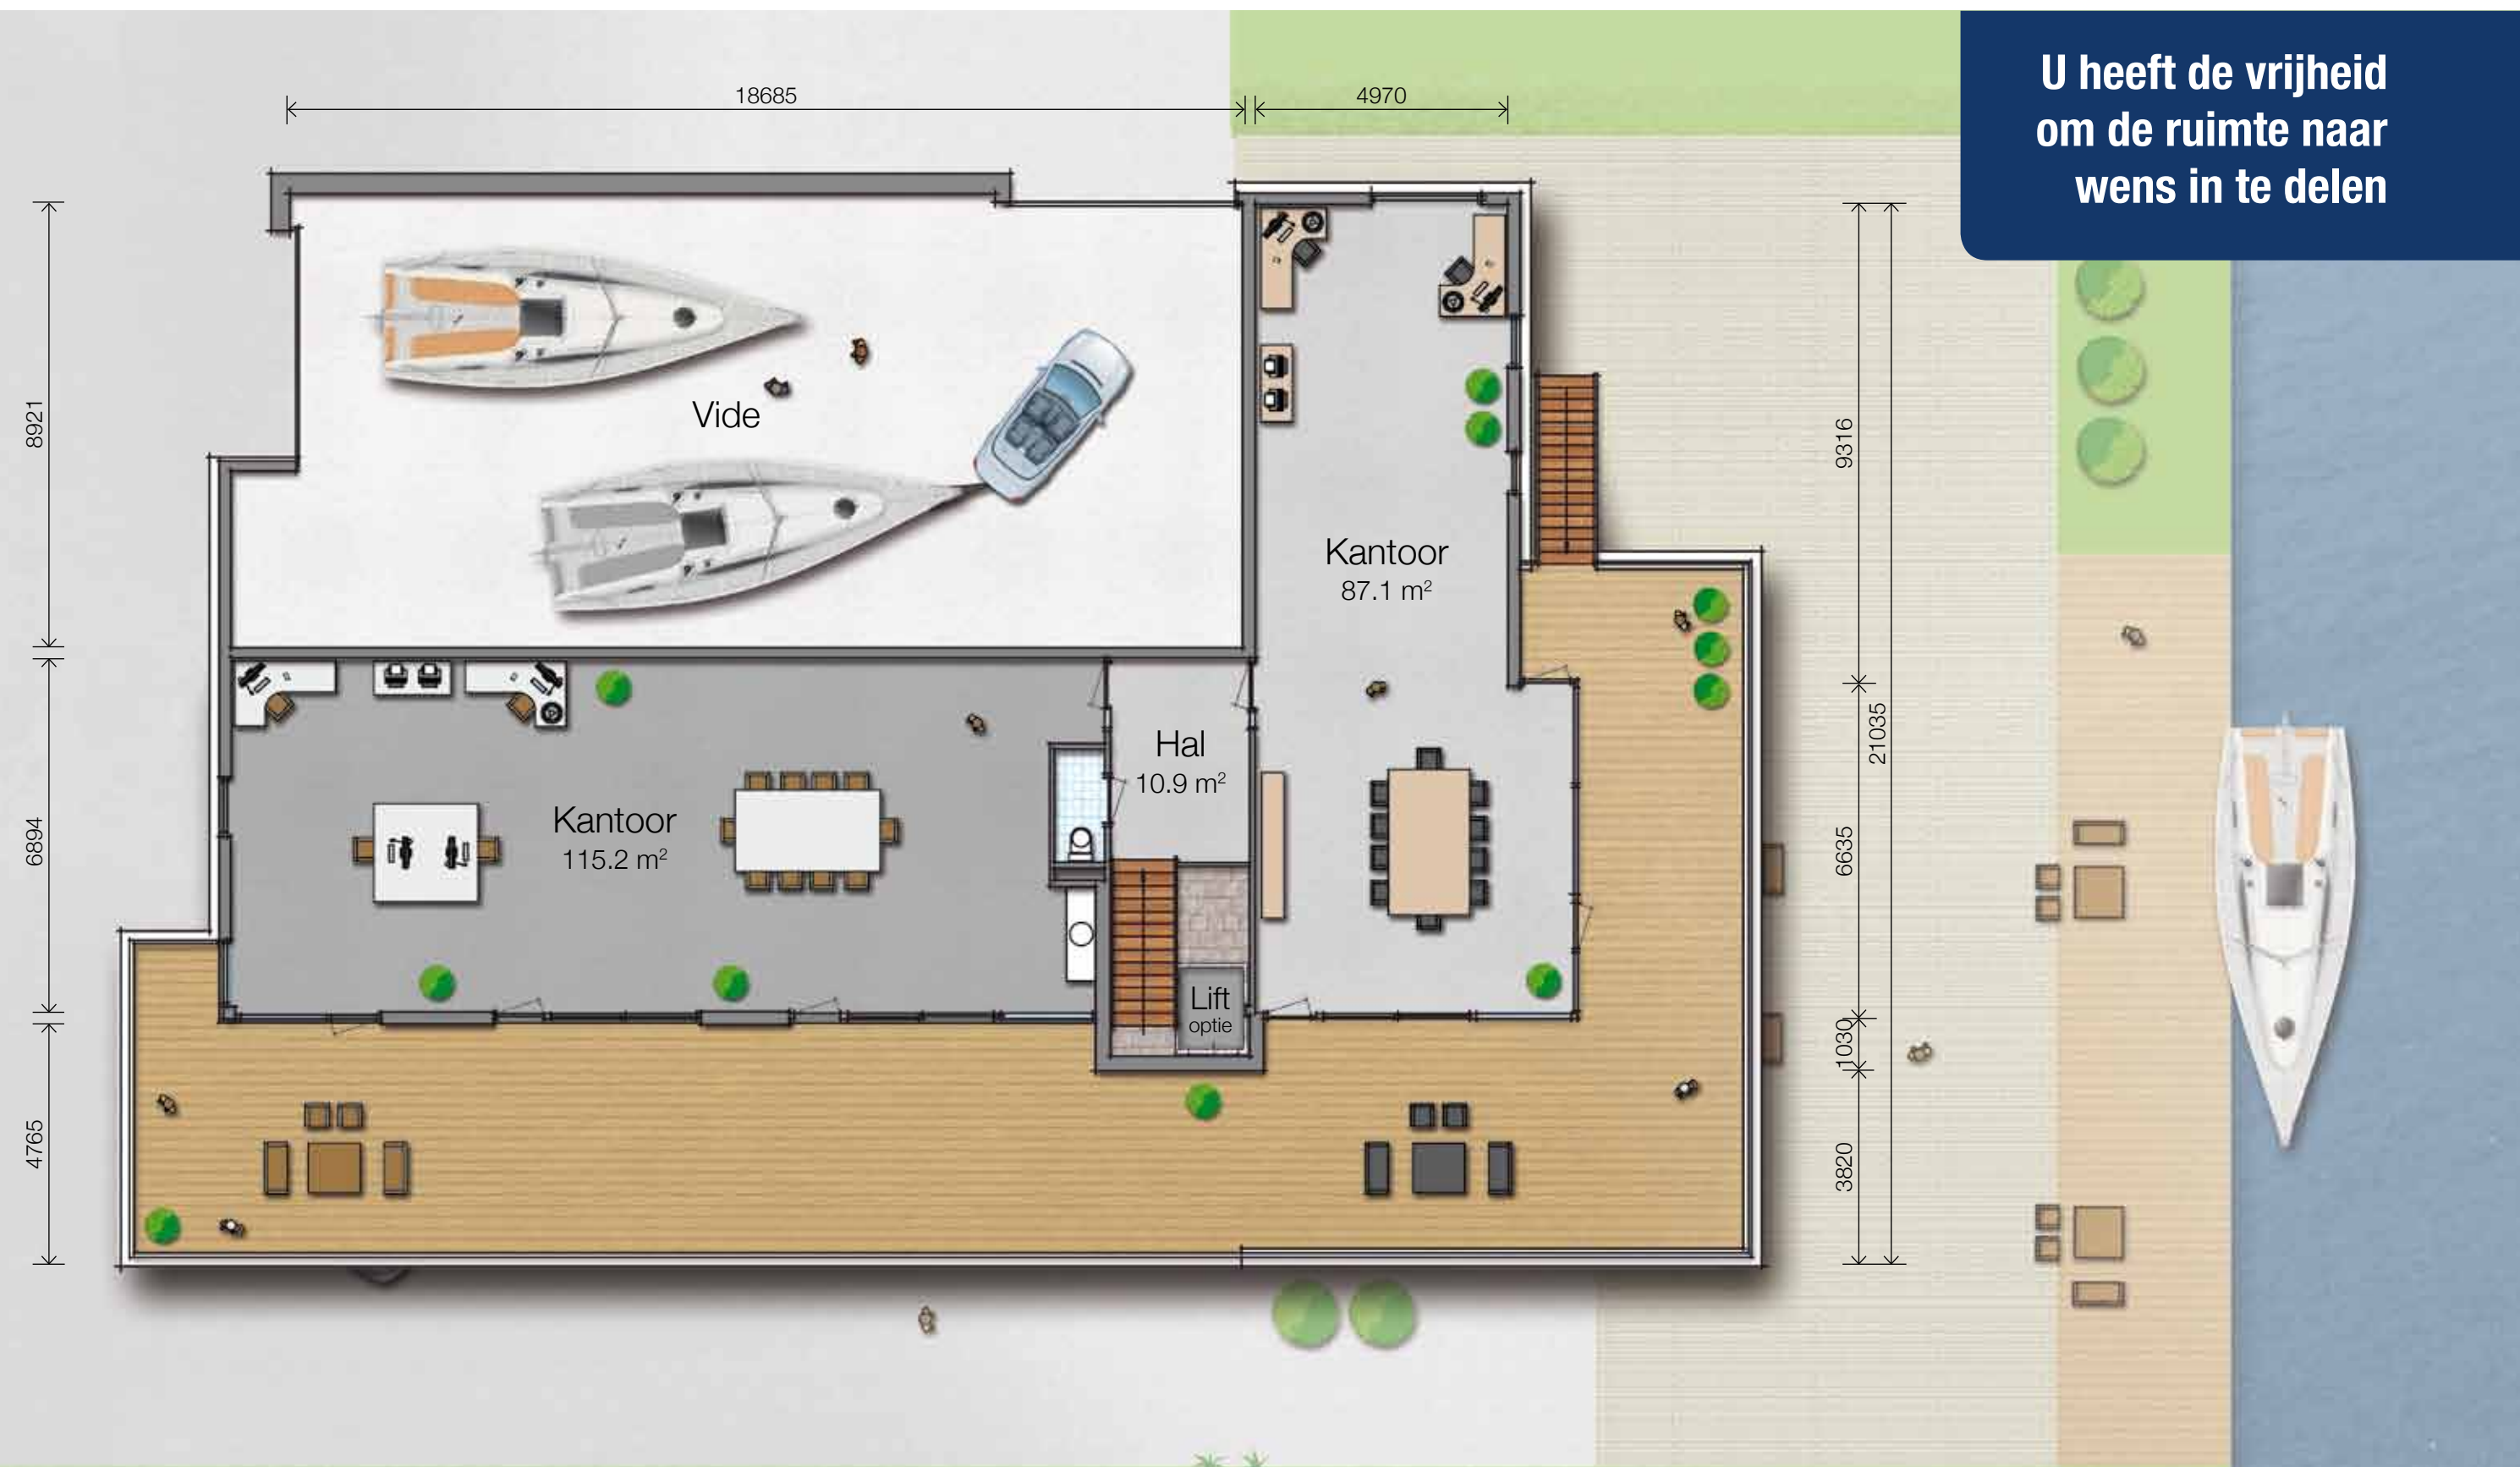 U heeft de vrijheid
om de ruimte naar
wens in te delen
18685
4970
8921
6894
4765
9316
21035
6635
1030
3820
Vide
Kantoor
87.1 m²
Hal
10.9 m²
Kantoor
115.2 m²
Lift
optie